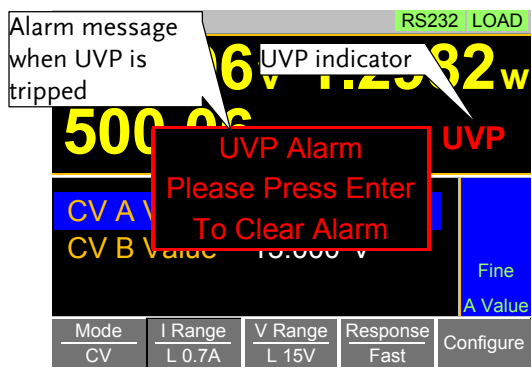 Alarm message
when UVP is
tripped
UVP indicator
RS232 LOAD
W
UVP
UVP Alarm
Please Press Enter
To Clear Alarm
CV A
CV B Value
Fine
A Value
Mode
CV
I Range
L 0.7A
V Range
L 15V
Response
Fast
Configure